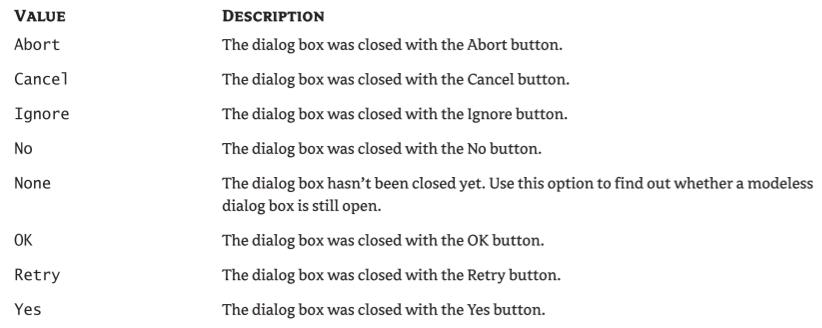 VALUE DESCRIPTION
Abort The dialog box was closed with the Abort button.
Cancel The dialog box was closed with the Cancel button.
Ignore The dialog box was closed with the Ignore button.
No The dialog box was closed with the No button.
None The dialog box hasn’t been closed yet. Use this option to find out whether a modeless
dialog box is still open.
OK The dialog box was closed with the OK button.
Retry The dialog box was closed with the Retry button.
Yes The dialog box was closed with the Yes button.